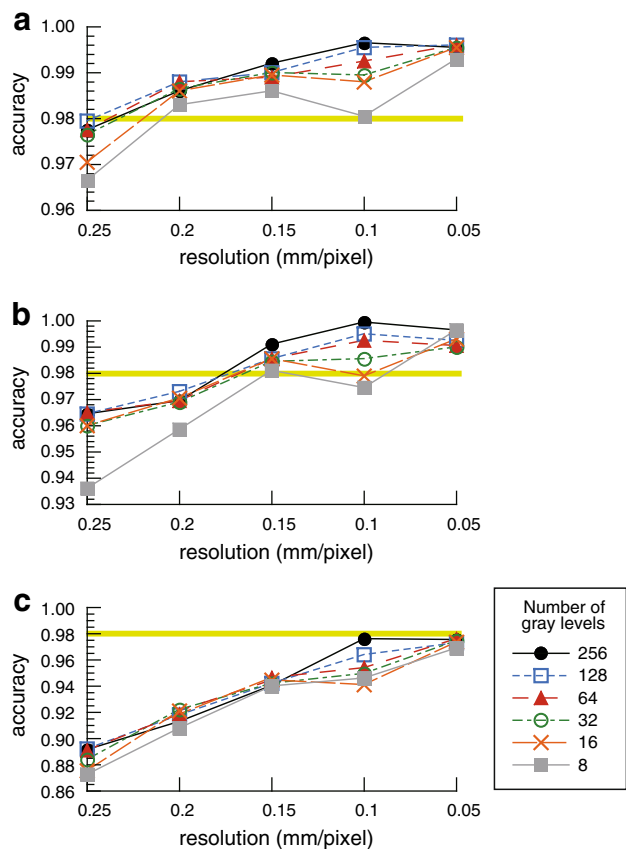 a
1.00
0.99
0.98
0.97
0.96
accuracy
0.25 0.2 0.15 0.1 0.05
resolution (mm/pixel)
b
1.00
0.99
0.98
0.97
0.96
0.95
0.94
0.93
accuracy
0.25 0.2 0.15 0.1 0.05
resolution (mm/pixel)
c
1.00
0.98
0.96
0.94
0.92
0.90
0.88
0.86
accuracy
0.25 0.2 0.15 0.1 0.05
resolution (mm/pixel)
Number of
gray levels
256
128
64
32
16
8